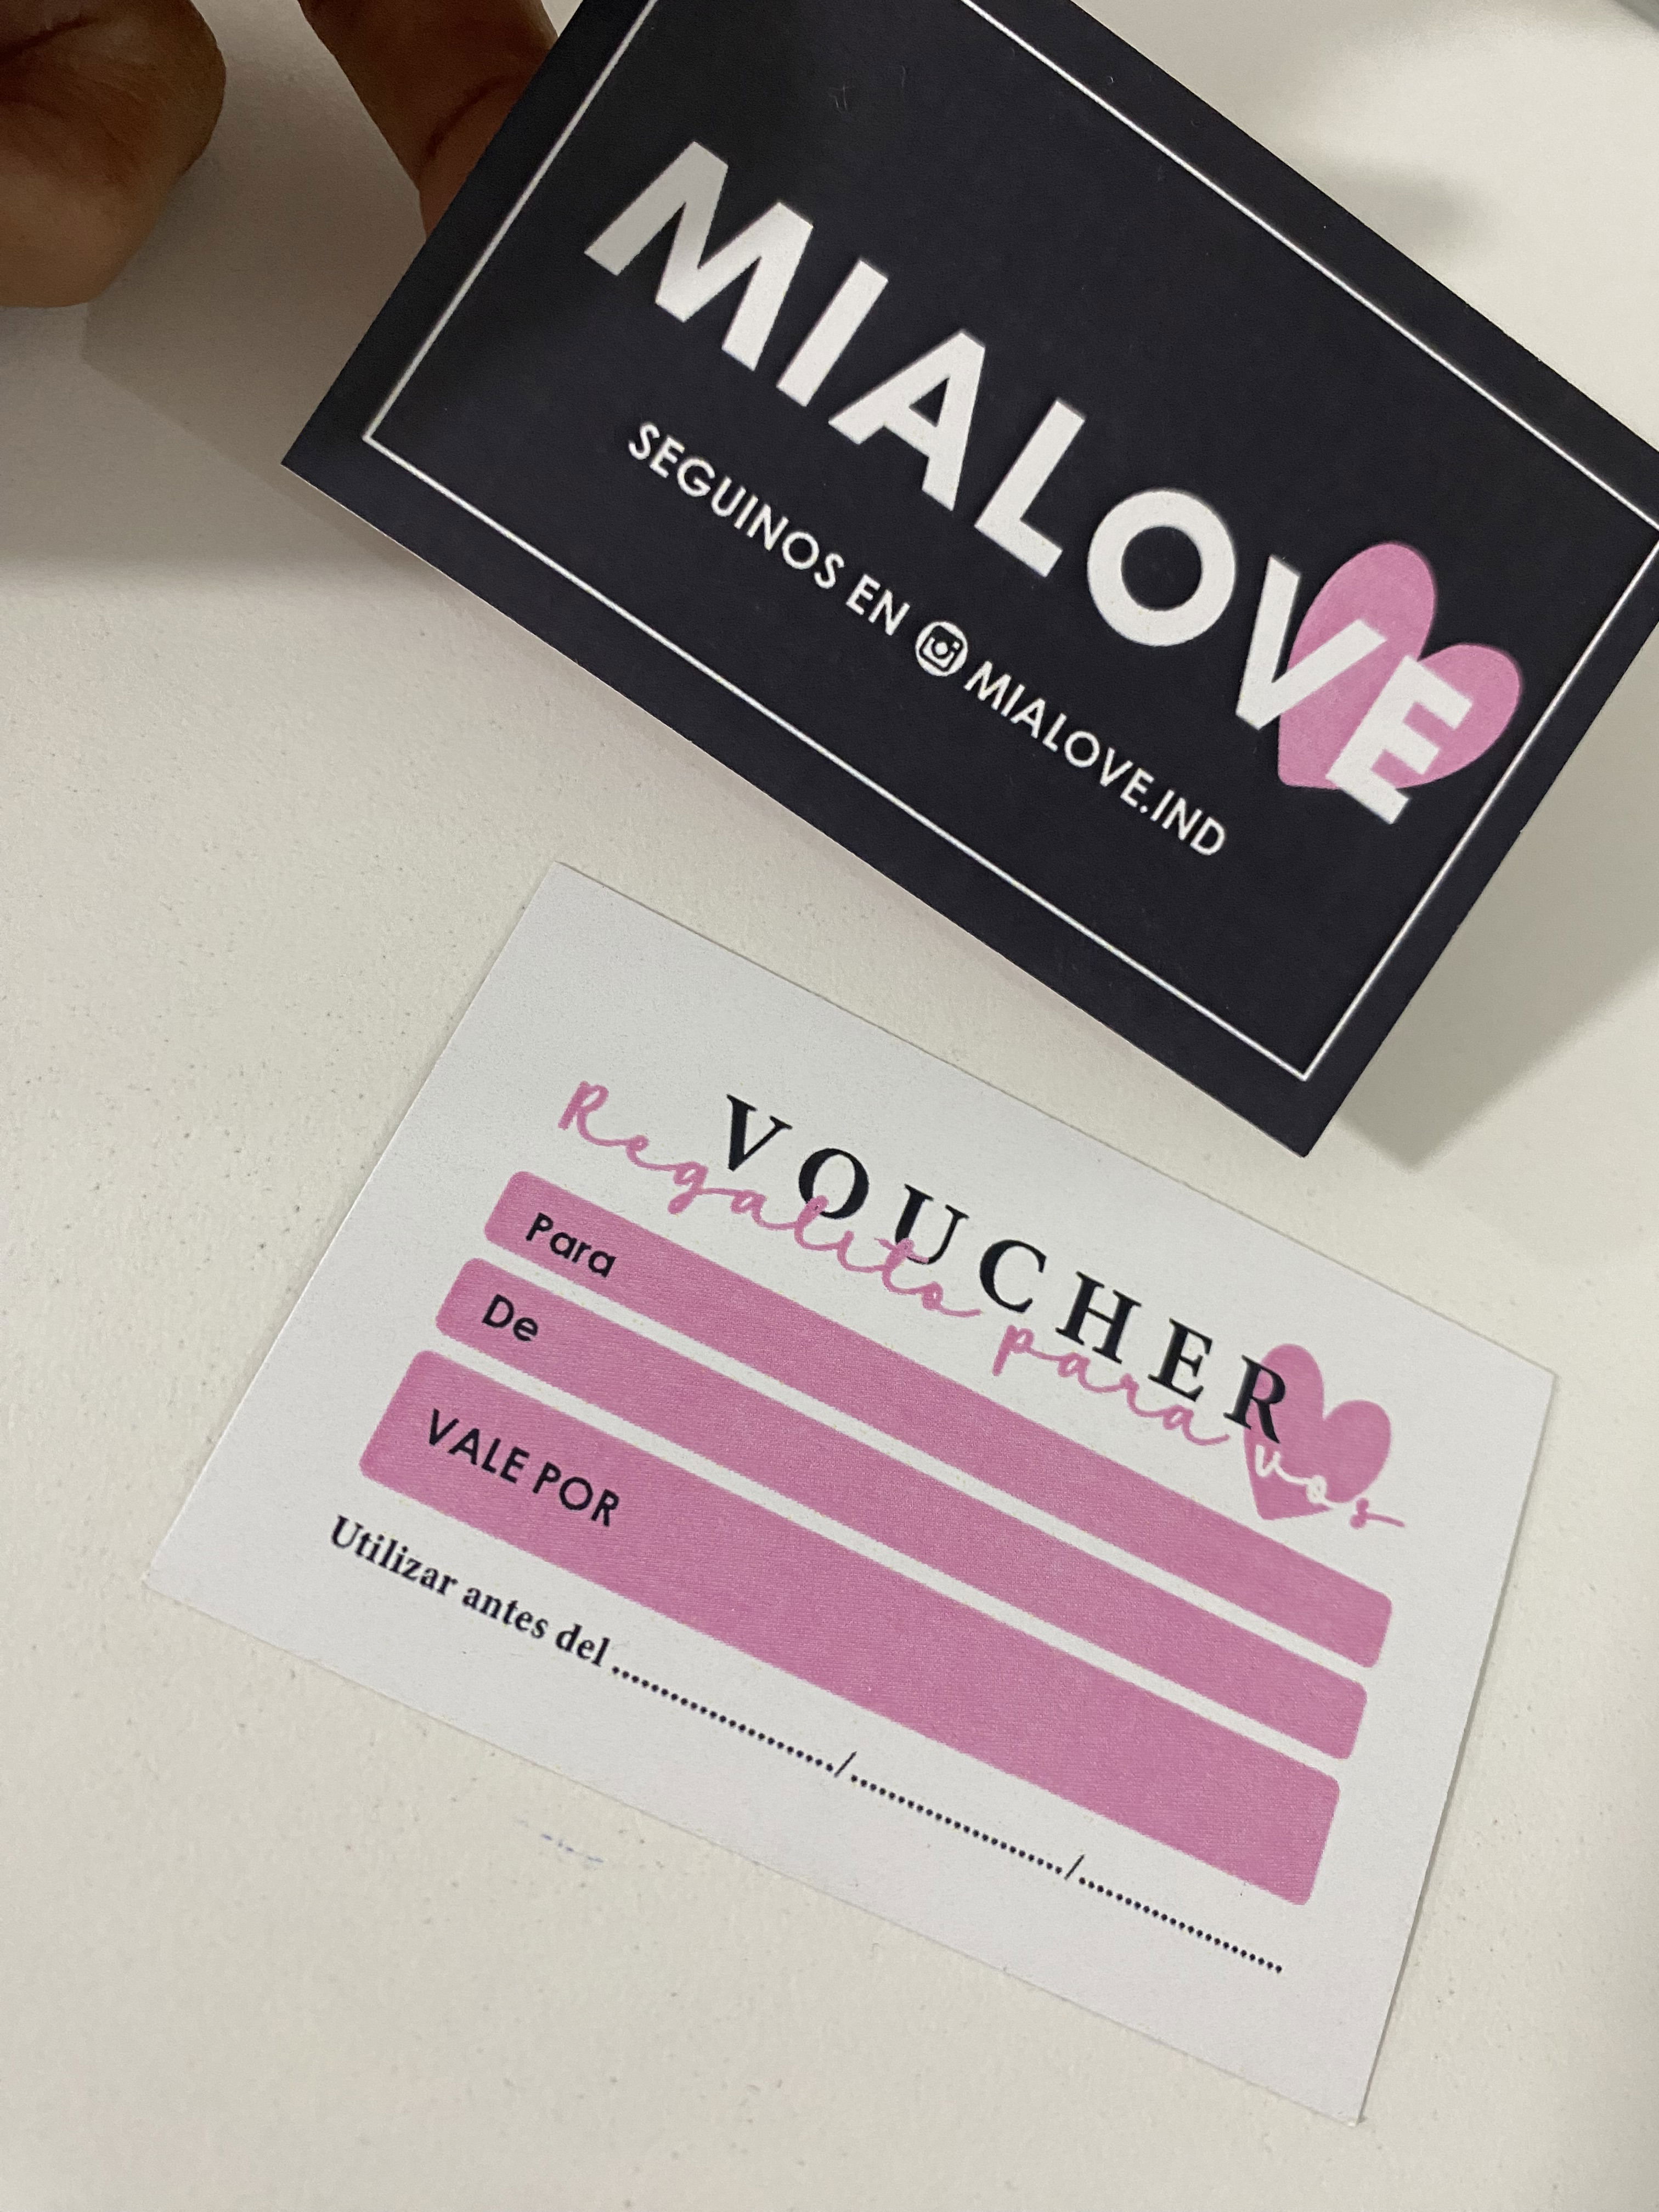 MIALOVE
SEGUINOS EN MIALOVE.IND
VOUCHER
Regalito para vos
Para
De
VALE POR
Utilizar antes del ........................../........................../..........................